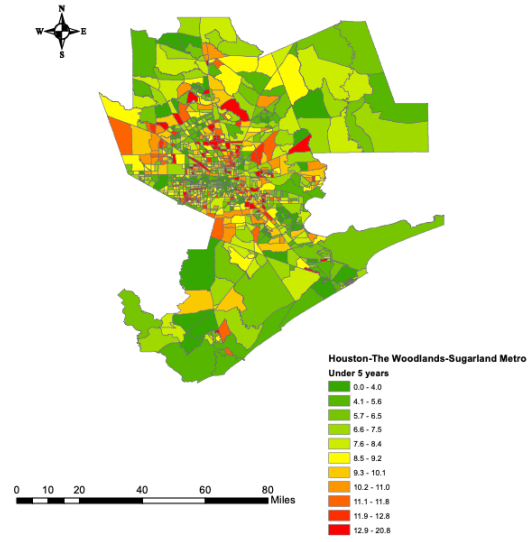 N
W E
S
Houston-The Woodlands-Sugarland Metro
Under 5 years
0.0 - 4.0
4.1 - 5.6
5.7 - 6.5
6.6 - 7.5
7.6 - 8.4
8.5 - 9.2
9.3 - 10.1
10.2 - 11.0
11.1 - 11.8
11.9 - 12.8
12.9 - 20.8
0 10 20 40 60 80
Miles